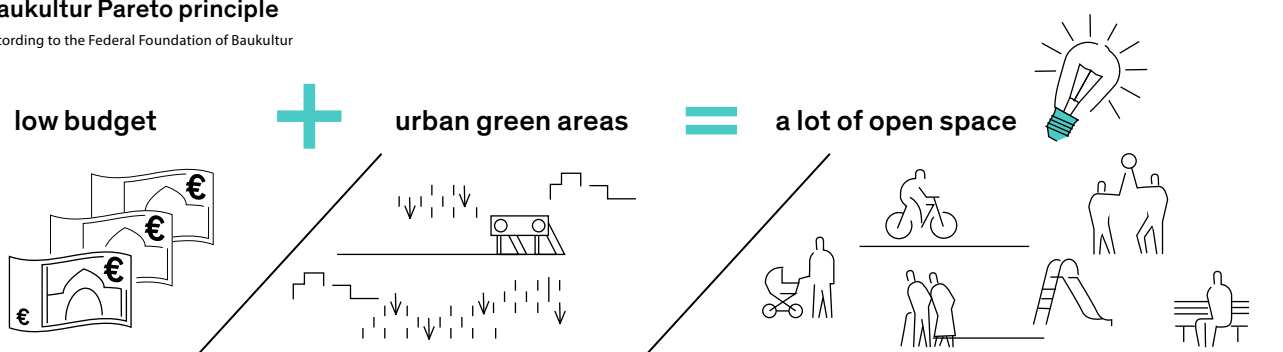 aukultur Pareto principle
cording to the Federal Foundation of Baukultur
low budget + urban green areas = a lot of open space
€
€
€
€